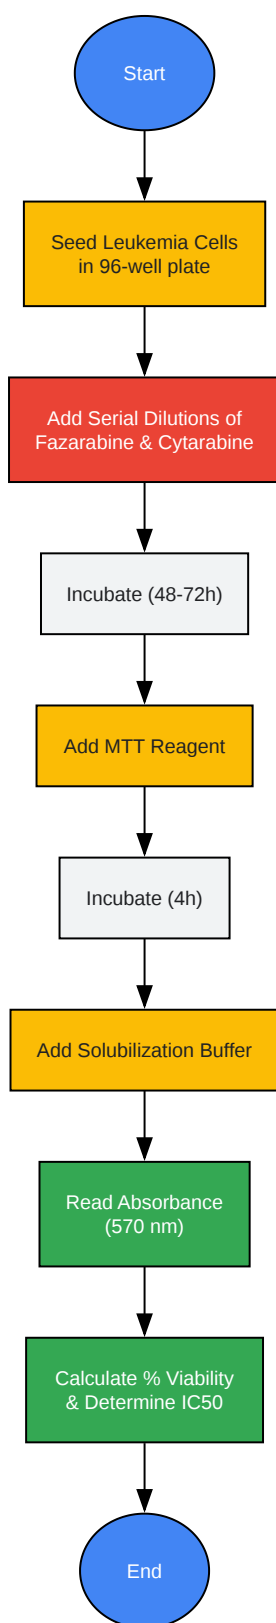 Start
Seed Leukemia Cells
in 96-well plate
Add Serial Dilutions of
Fazarabine & Cytarabine
Incubate (48-72h)
Add MTT Reagent
Incubate (4h)
Add Solubilization Buffer
Read Absorbance
(570 nm)
Calculate % Viability
& Determine IC50
End